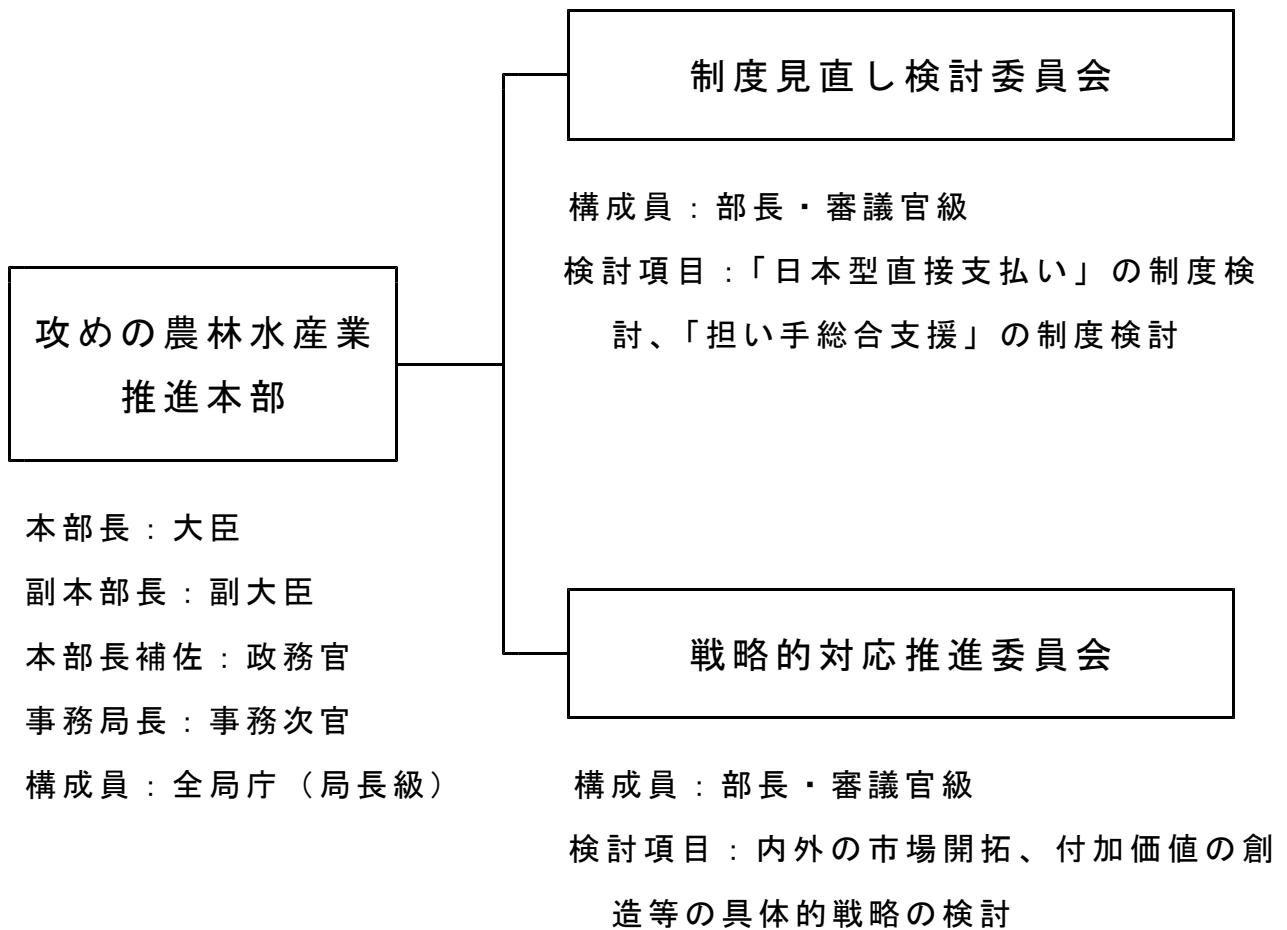 制度見直し検討委員会
構成員：部長・審議官級
検討項目：「日本型直接支払い」の制度検
討、「担い手総合支援」の制度検討
攻めの農林水産業
推進本部
本部長：大臣
副本部長：副大臣
本部長補佐：政務官
事務局長：事務次官
構成員：全局庁（局長級）
戦略的対応推進委員会
構成員：部長・審議官級
検討項目：内外の市場開拓、付加価値の創
造等の具体的戦略の検討